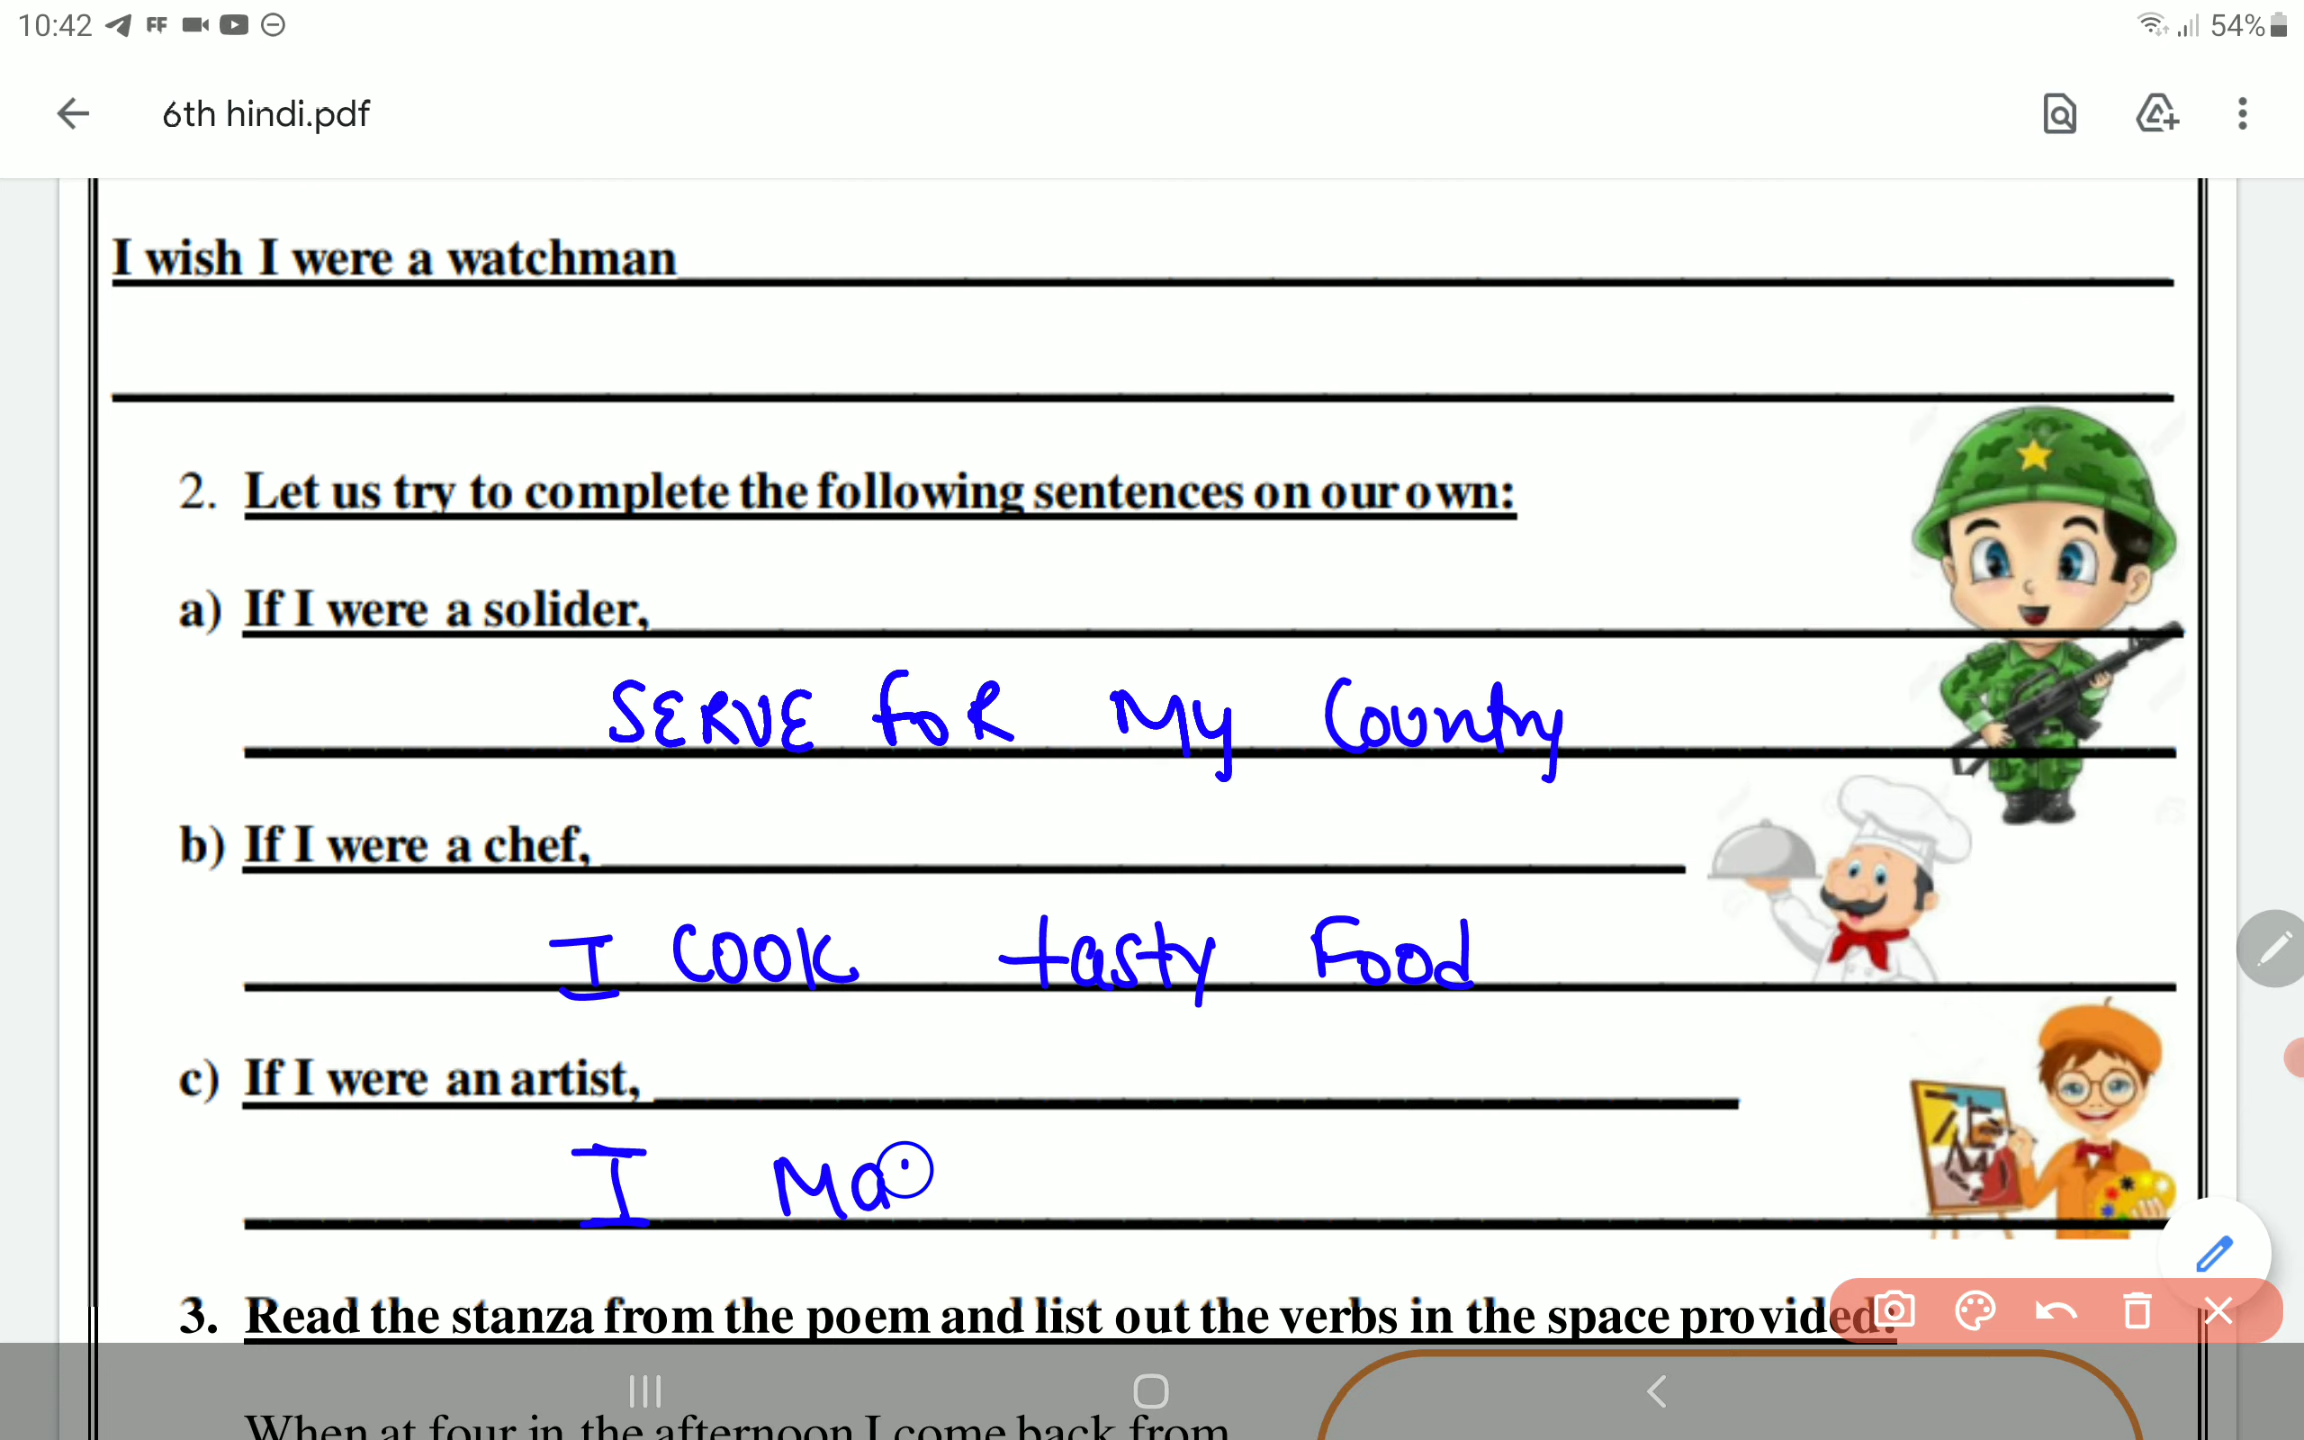 10:42 FF 54%
6th hindi.pdf
I wish I were a watchman
2. Let us try to complete the following sentences on our own:
a) If I were a solider,
SERVE foR My Country
b) If I were a chef,
I COOK tasty Food
c) If I were an artist,
I Ma
3. Read the stanza from the poem and list out the verbs in the space provided:
When at four in the afternoon I come back from